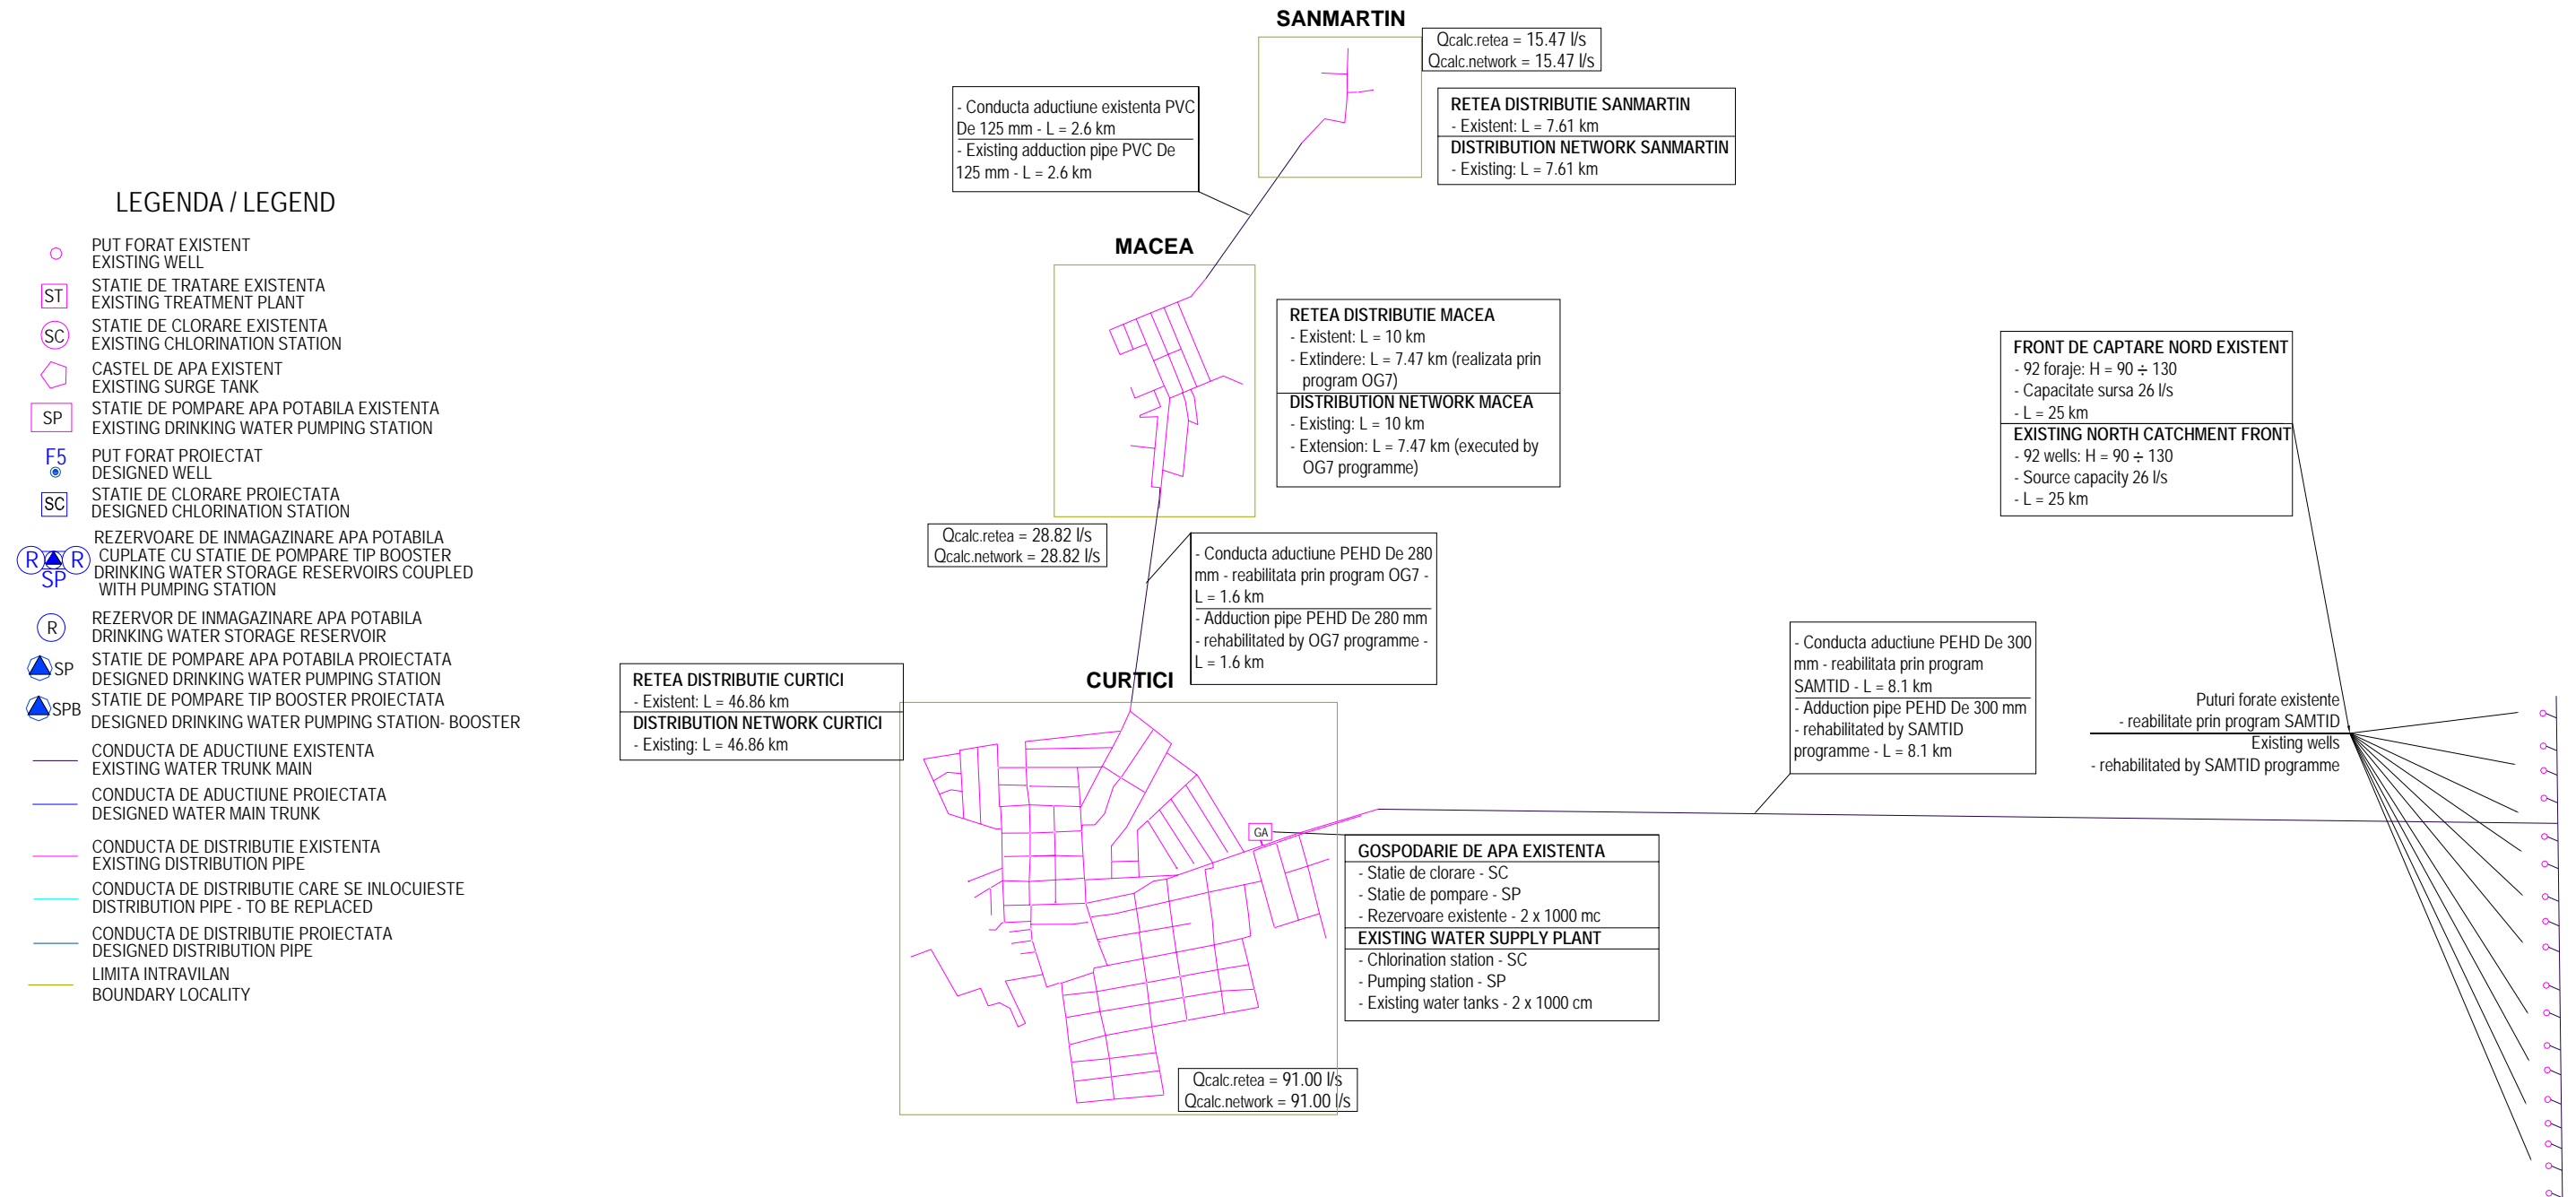 SANMARTIN
Qcalc.retea = 15.47 l/s
Qcalc.network = 15.47 l/s
- Conducta aductiune existenta PVC
De 125 mm - L = 2.6 km
- Existing adduction pipe PVC De
125 mm - L = 2.6 km
RETEA DISTRIBUTIE SANMARTIN
- Existent: L = 7.61 km
DISTRIBUTION NETWORK SANMARTIN
- Existing: L = 7.61 km
LEGENDA / LEGEND
PUT FORAT EXISTENT
EXISTING WELL
ST
STATIE DE TRATARE EXISTENTA
EXISTING TREATMENT PLANT
SC
STATIE DE CLORARE EXISTENTA
EXISTING CHLORINATION STATION
CASTEL DE APA EXISTENT
EXISTING SURGE TANK
SP
STATIE DE POMPARE APA POTABILA EXISTENTA
EXISTING DRINKING WATER PUMPING STATION
F5
PUT FORAT PROIECTAT
DESIGNED WELL
SC
STATIE DE CLORARE PROIECTATA
DESIGNED CHLORINATION STATION
R R
SP
REZERVOARE DE INMAGAZINARE APA POTABILA
CUPLATE CU STATIE DE POMPARE TIP BOOSTER
DRINKING WATER STORAGE RESERVOIRS COUPLED
WITH PUMPING STATION
R
REZERVOR DE INMAGAZINARE APA POTABILA
DRINKING WATER STORAGE RESERVOIR
SP
STATIE DE POMPARE APA POTABILA PROIECTATA
DESIGNED DRINKING WATER PUMPING STATION
SPB
STATIE DE POMPARE TIP BOOSTER PROIECTATA
DESIGNED DRINKING WATER PUMPING STATION- BOOSTER
CONDUCTA DE ADUCTIUNE EXISTENTA
EXISTING WATER TRUNK MAIN
CONDUCTA DE ADUCTIUNE PROIECTATA
DESIGNED WATER MAIN TRUNK
CONDUCTA DE DISTRIBUTIE EXISTENTA
EXISTING DISTRIBUTION PIPE
CONDUCTA DE DISTRIBUTIE CARE SE INLOCUIESTE
DISTRIBUTION PIPE - TO BE REPLACED
CONDUCTA DE DISTRIBUTIE PROIECTATA
DESIGNED DISTRIBUTION PIPE
LIMITA INTRAVILAN
BOUNDARY LOCALITY
MACEA
RETEA DISTRIBUTIE MACEA
- Existent: L = 10 km
- Extindere: L = 7.47 km (realizata prin
program OG7)
DISTRIBUTION NETWORK MACEA
- Existing: L = 10 km
- Extension: L = 7.47 km (executed by
OG7 programme)
Qcalc.retea = 28.82 l/s
Qcalc.network = 28.82 l/s
- Conducta aductiune PEHD De 280
mm - reabilitata prin program OG7 -
L = 1.6 km
- Adduction pipe PEHD De 280 mm
- rehabilitated by OG7 programme -
L = 1.6 km
FRONT DE CAPTARE NORD EXISTENT
- 92 foraje: H = 90 ÷ 130
- Capacitate sursa 26 l/s
- L = 25 km
EXISTING NORTH CATCHMENT FRONT
- 92 wells: H = 90 ÷ 130
- Source capacity 26 l/s
- L = 25 km
CURTICI
RETEA DISTRIBUTIE CURTICI
- Existent: L = 46.86 km
DISTRIBUTION NETWORK CURTICI
- Existing: L = 46.86 km
- Conducta aductiune PEHD De 300
mm - reabilitata prin program
SAMTID - L = 8.1 km
- Adduction pipe PEHD De 300 mm
- rehabilitated by SAMTID
programme - L = 8.1 km
Puturi forate existente
- reabilitate prin program SAMTID
Existing wells
- rehabilitated by SAMTID programme
GA
GOSPODARIE DE APA EXISTENTA
- Statie de clorare - SC
- Statie de pompare - SP
- Rezervoare existente - 2 x 1000 mc
EXISTING WATER SUPPLY PLANT
- Chlorination station - SC
- Pumping station - SP
- Existing water tanks - 2 x 1000 cm
Qcalc.retea = 91.00 l/s
Qcalc.network = 91.00 l/s